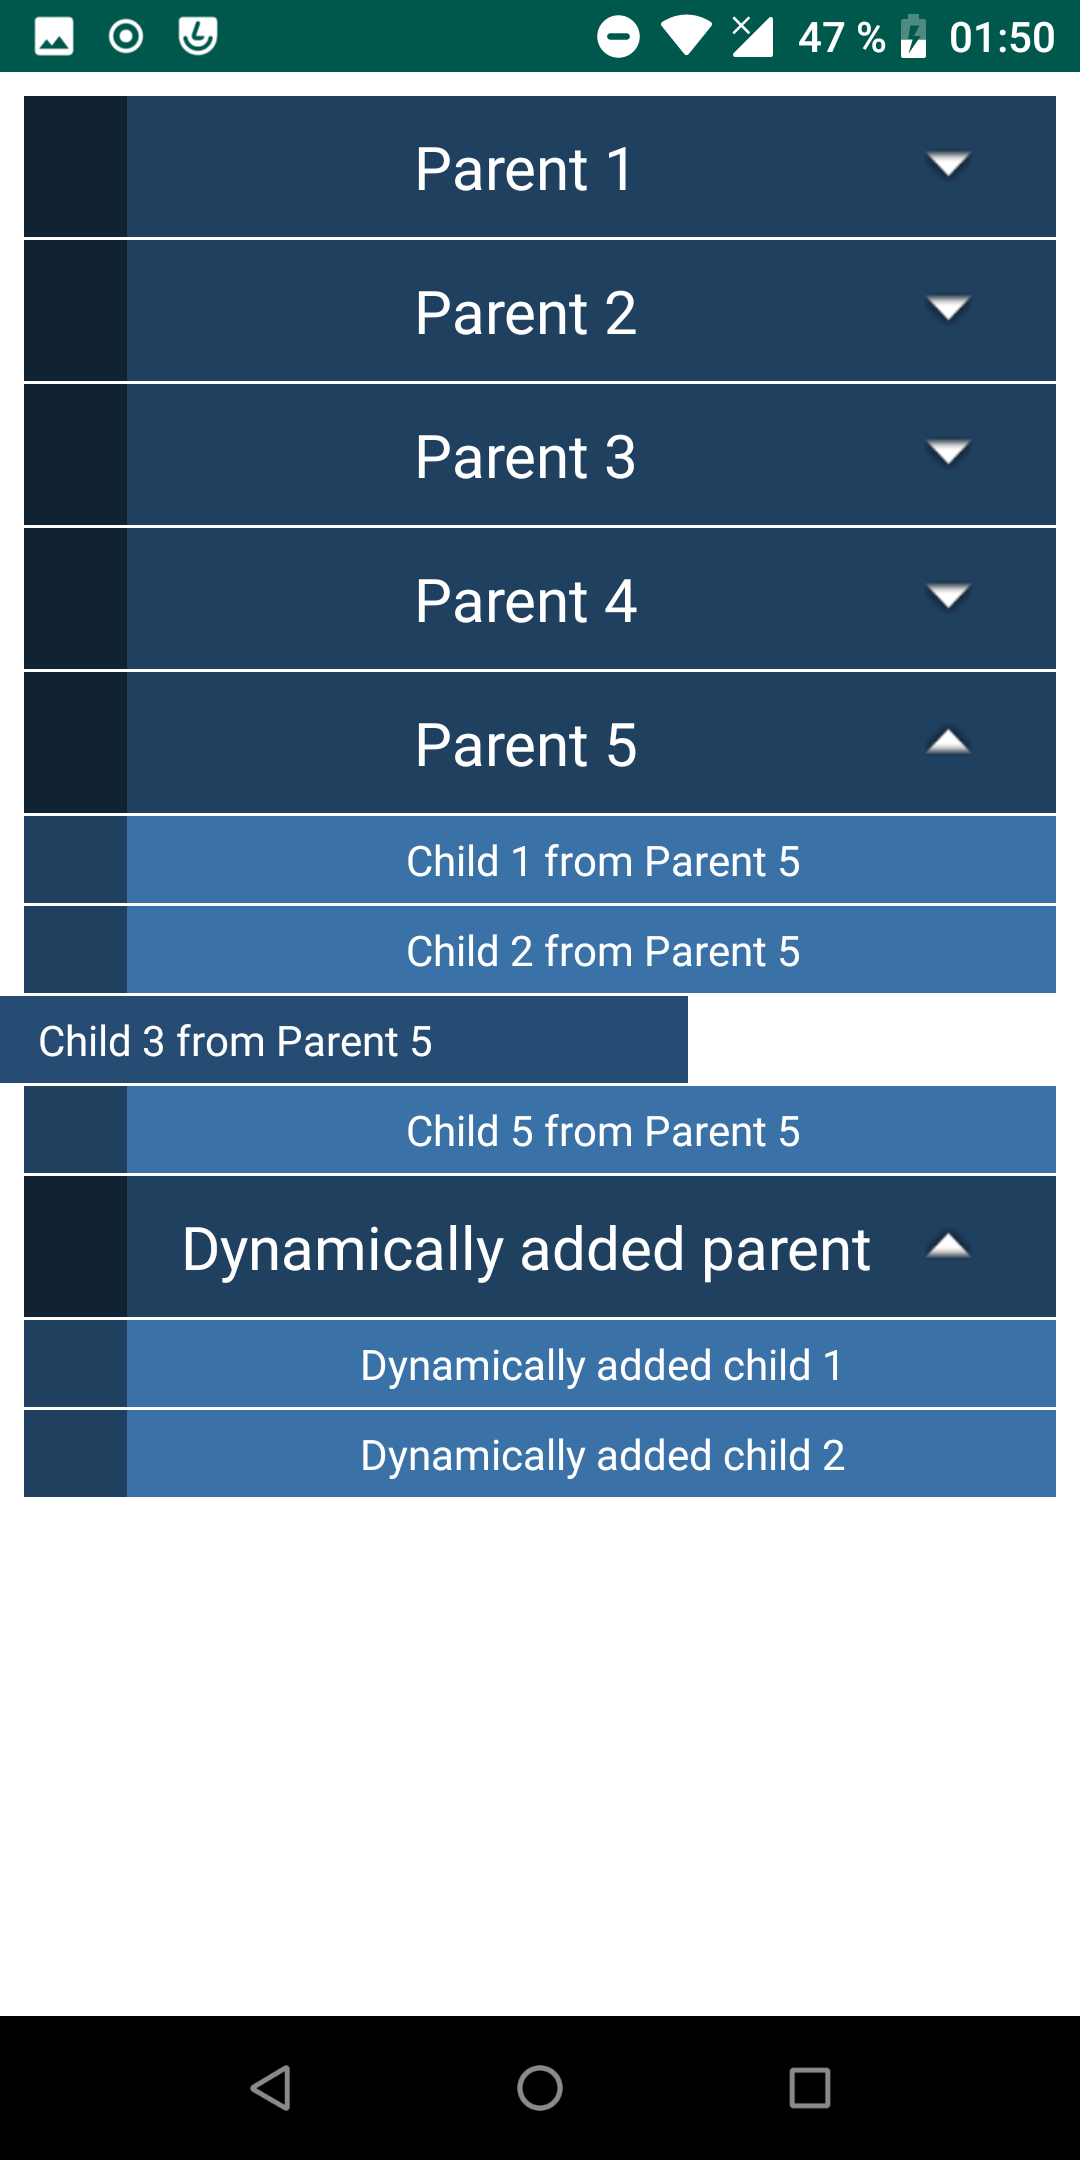 47 % 01:50
Parent 1
Parent 2
Parent 3
Parent 4
Parent 5
Child 1 from Parent 5
Child 2 from Parent 5
Child 3 from Parent 5
Child 5 from Parent 5
Dynamically added parent
Dynamically added child 1
Dynamically added child 2